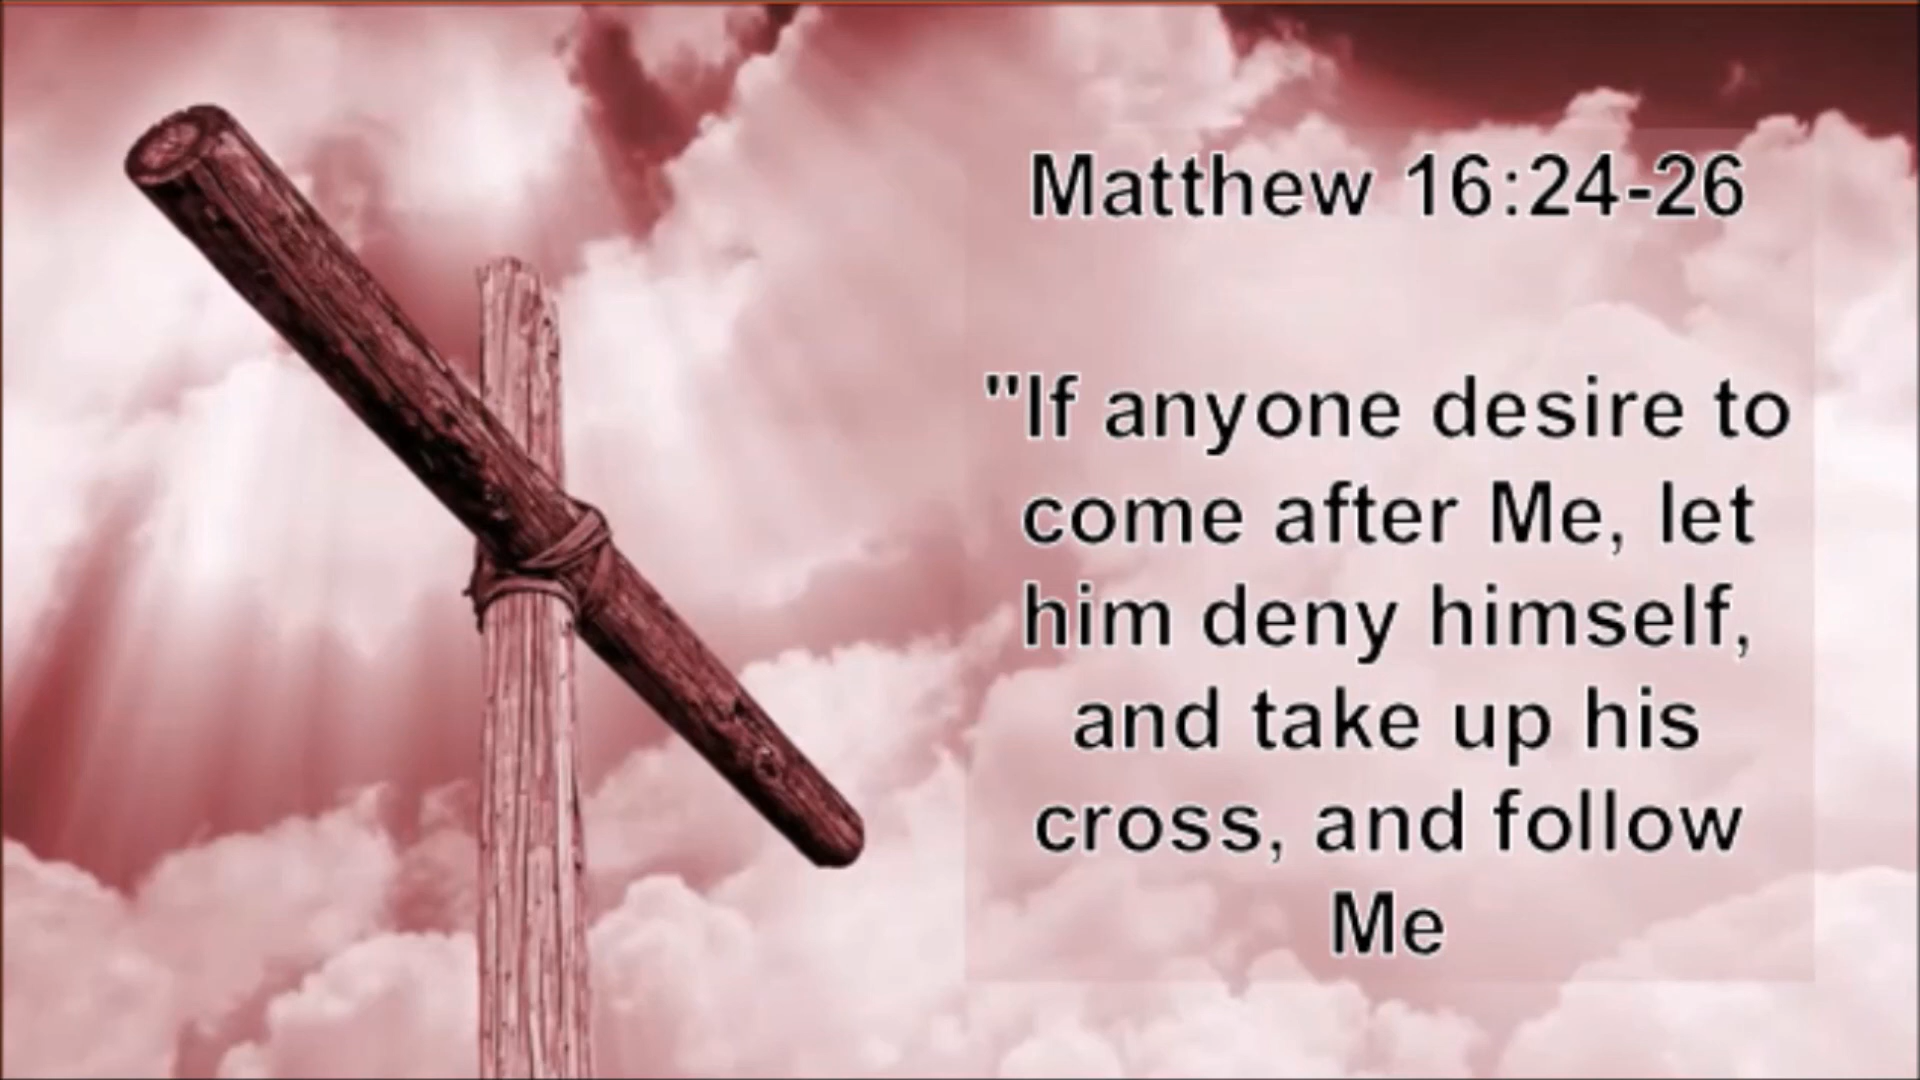 Matthew 16:24-26
"If anyone desire to
come after Me, let
him deny himself,
and take up his
cross, and follow
Me